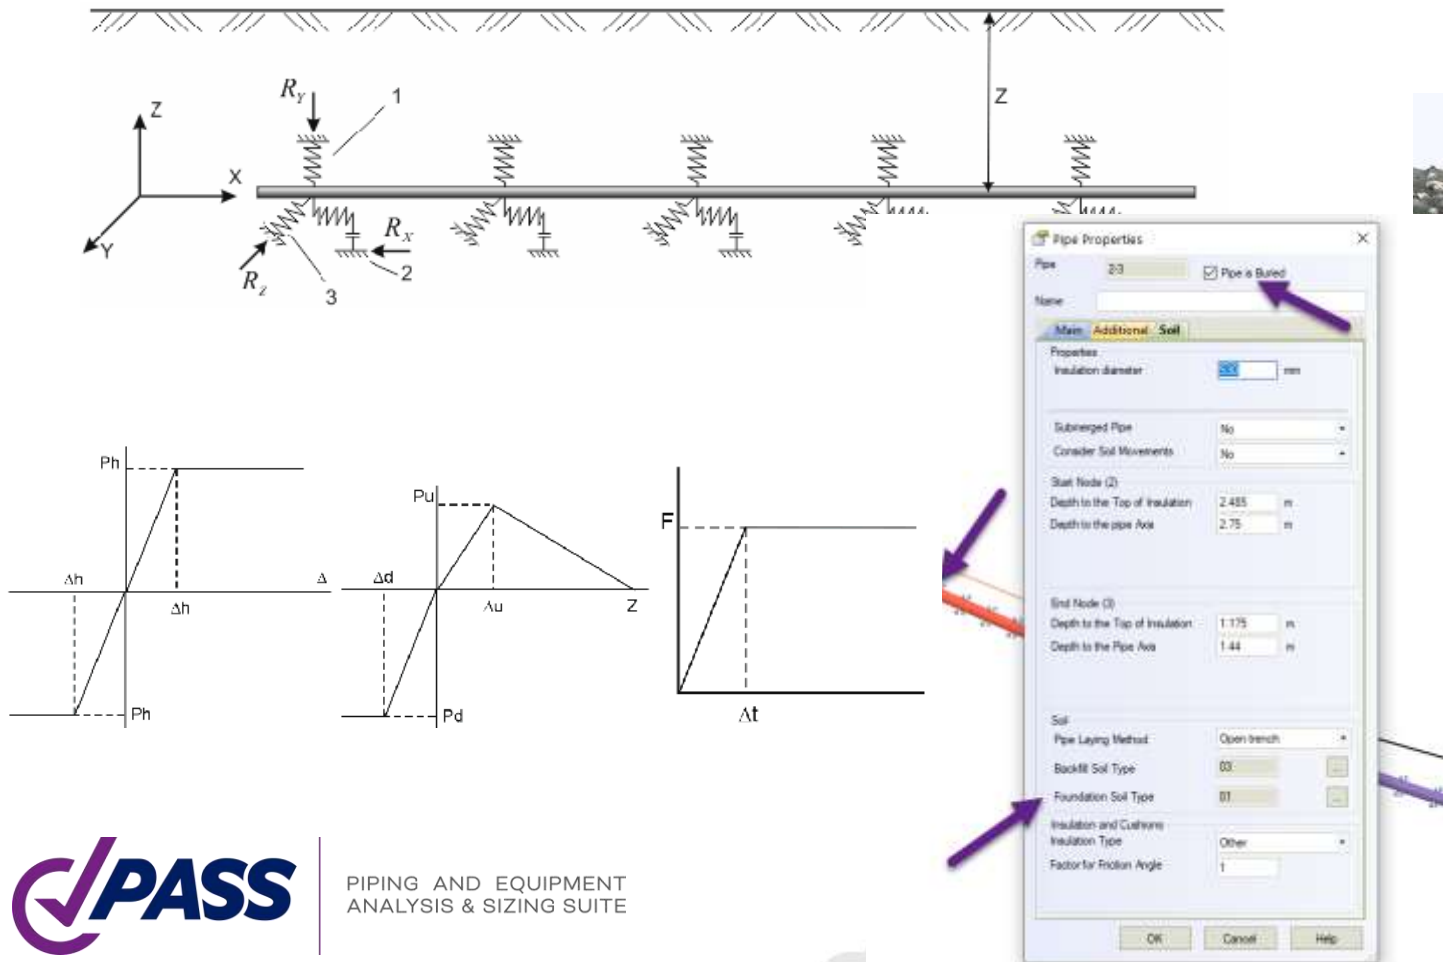 R_Y
1
Z
Z
X
Y
R_X
2
R_Z
3
Pipe Properties
Pipe
2-3
Pipe is Buried
Name
Main Additional Soil
Properties
Insulation diameter
530
mm
Submerged Pipe
No
Consider Soil Movements
No
Start Node (2)
Depth to the Top of Insulation
2.485
m
Depth to the pipe Axis
2.75
m
End Node (3)
Depth to the Top of Insulation
1.175
m
Depth to the Pipe Axis
1.44
m
Soil
Pipe Laying Method
Open trench
Backfill Soil Type
03
...
Foundation Soil Type
01
...
Insulation and Cushions
Insulation Type
Other
Factor for Friction Angle
1
OK Cancel Help
Ph
Δh
Δ
Δh
Ph
Pu
Δd
Δu
Z
Pd
F
Δt
PASS
PIPING AND EQUIPMENT
ANALYSIS & SIZING SUITE